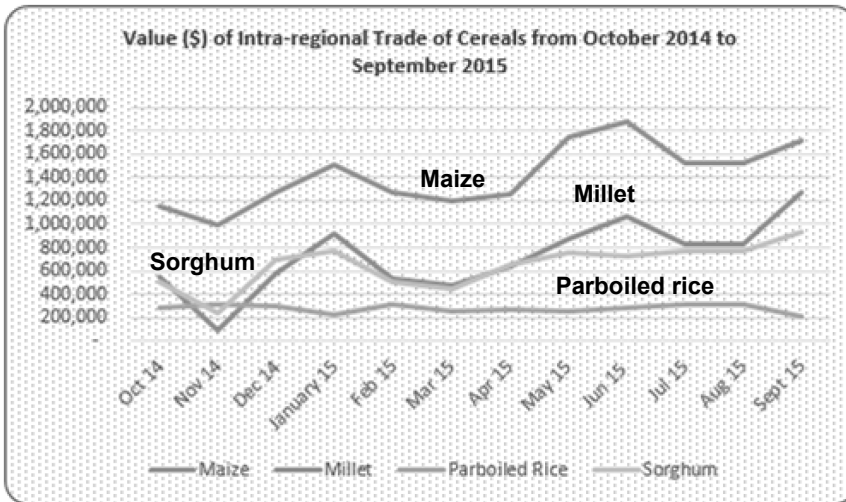 Value ($) of Intra-regional Trade of Cereals from October 2014 to
September 2015
2,000,000
1,800,000
1,600,000
1,400,000
1,200,000
1,000,000
800,000
600,000
400,000
200,000
-
Maize
Millet
Sorghum
Parboiled rice
Oct 14
Nov 14
Dec 14
January 15
Feb 15
Mar 15
Apr 15
May 15
Jun 15
Jul 15
Aug 15
Sept 15
Maize
Millet
Parboiled Rice
Sorghum